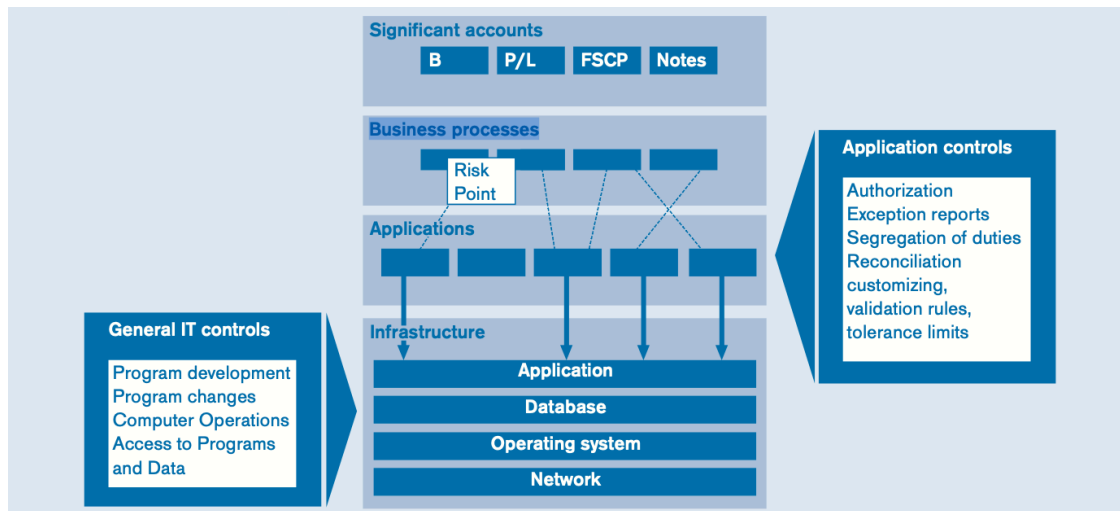 Significant accounts
B
P/L
FSCP
Notes
Business processes
Risk
Point
Applications
Infrastructure
Application
Database
Operating system
Network
Application controls
Authorization
Exception reports
Segregation of duties
Reconciliation
customizing,
validation rules,
tolerance limits
General IT controls
Program development
Program changes
Computer Operations
Access to Programs
and Data